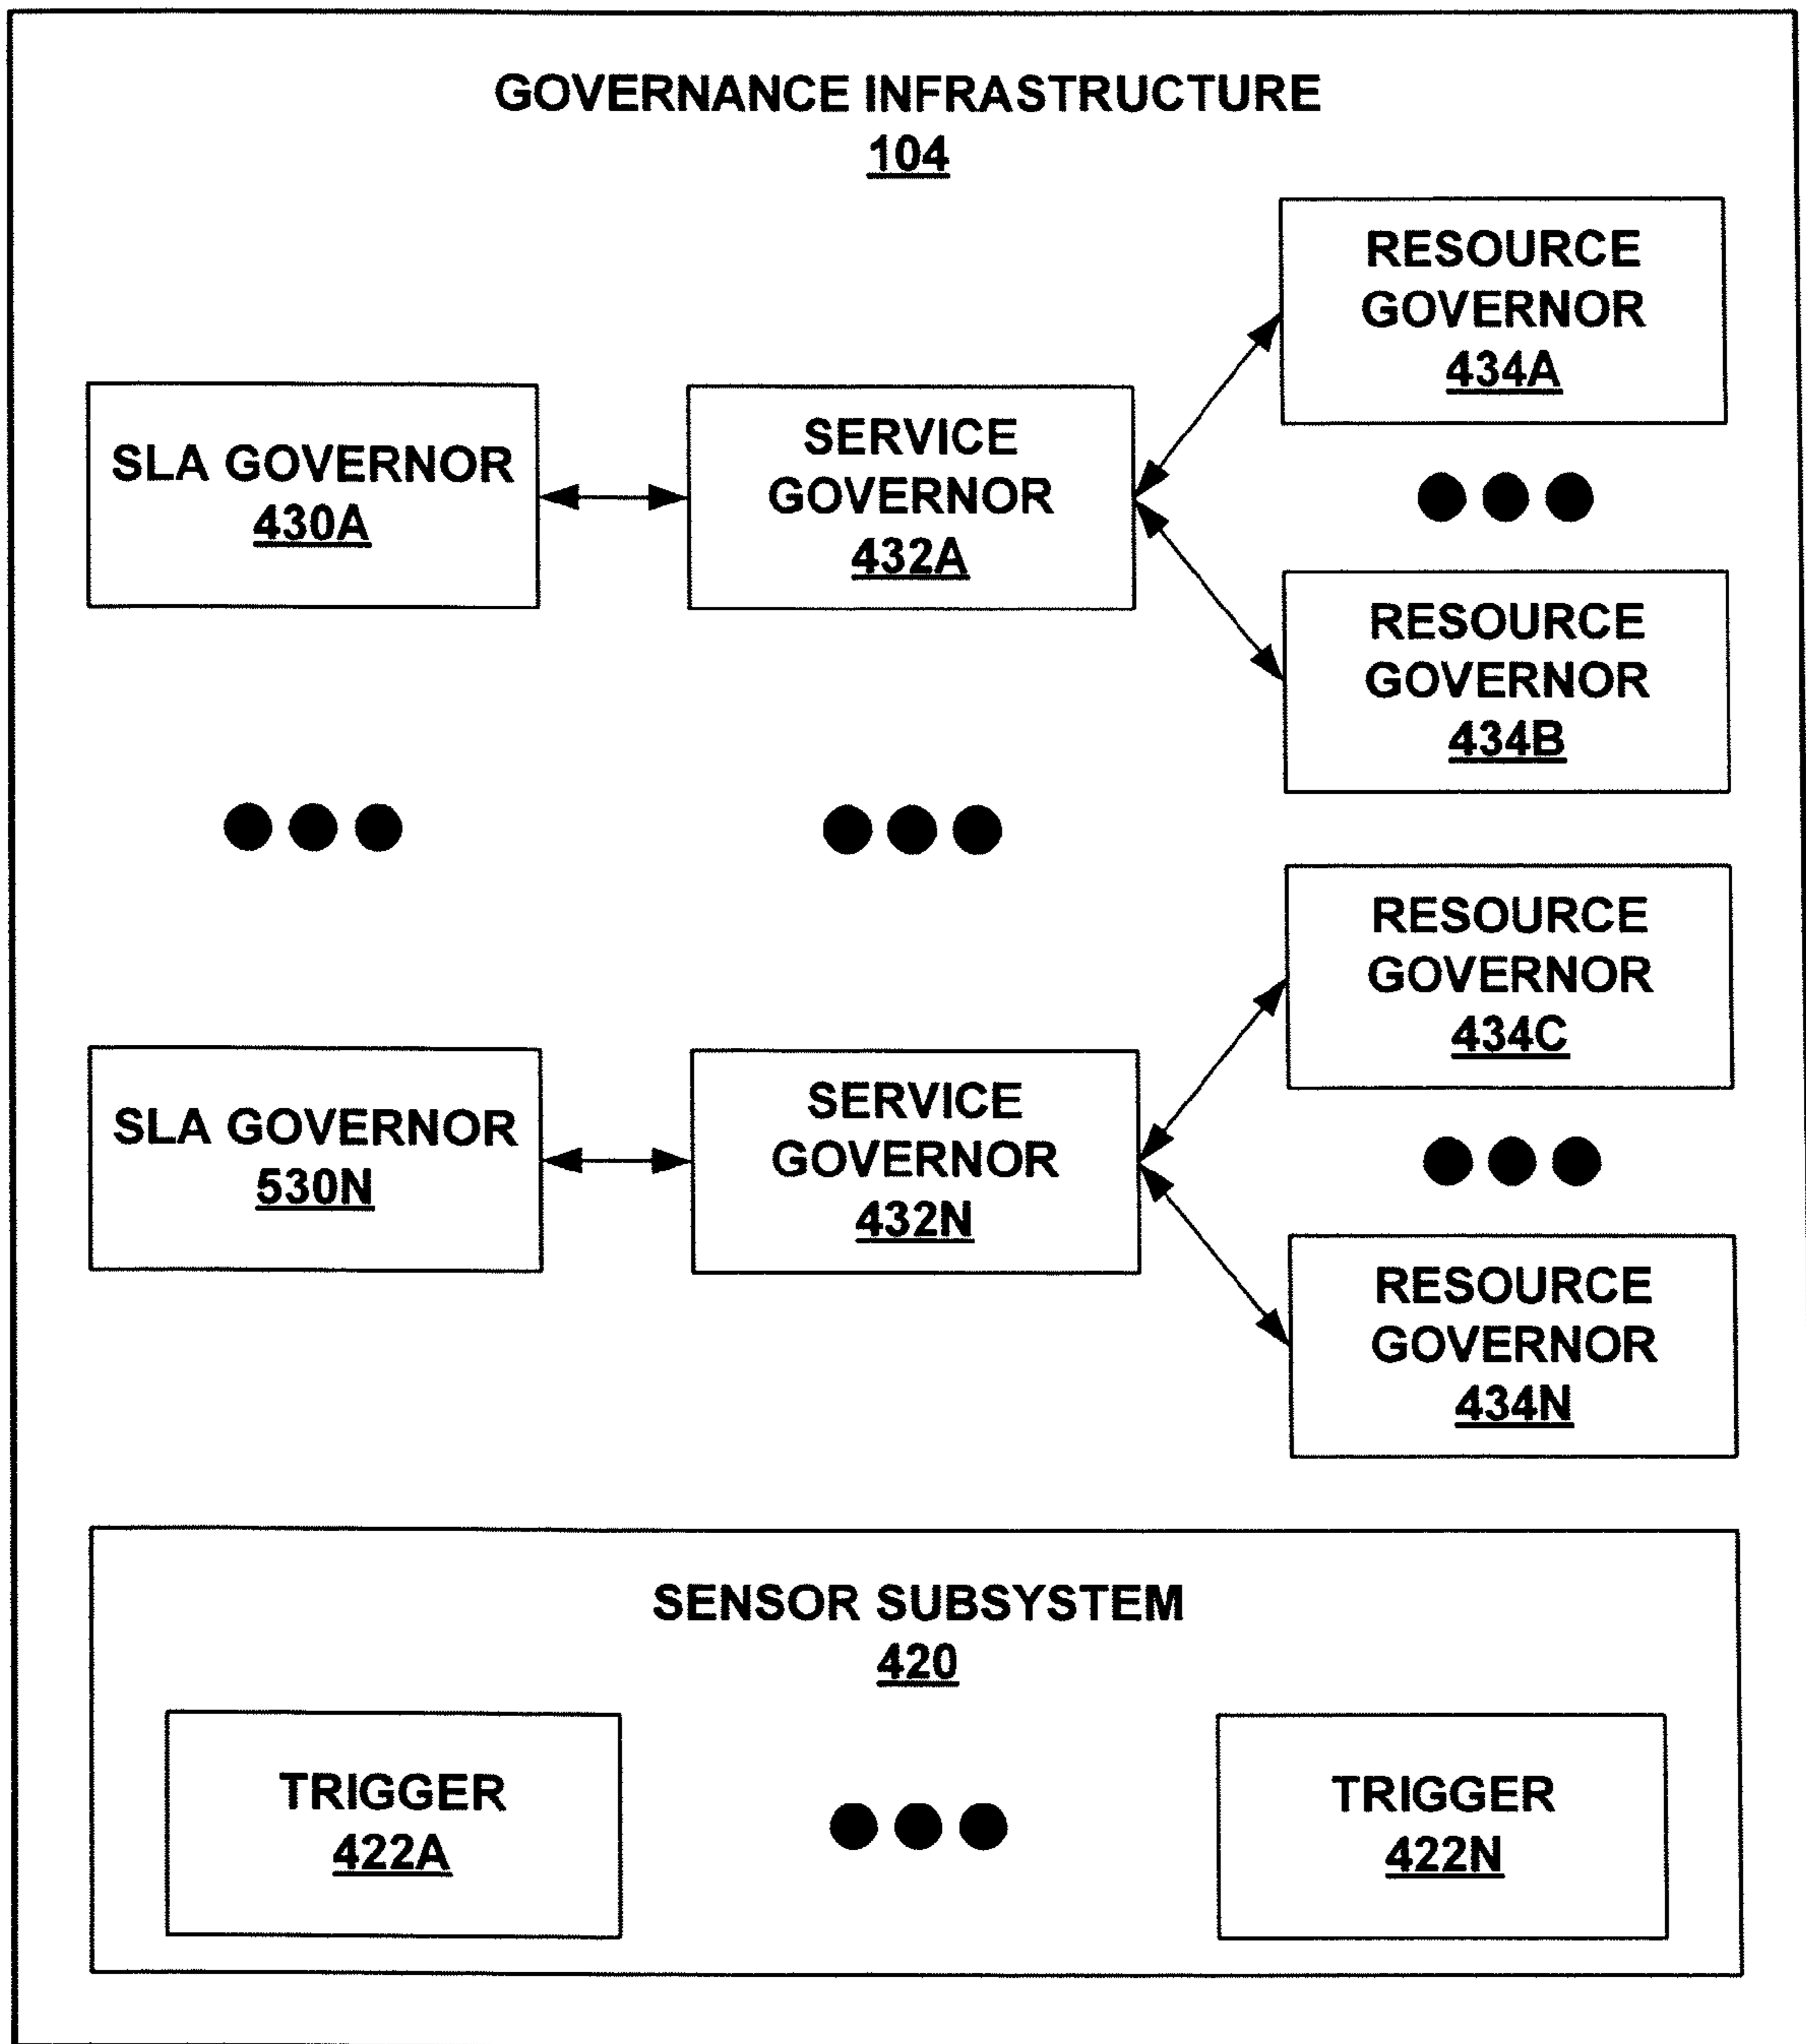 GOVERNANCE INFRASTRUCTURE
104
RESOURCE
GOVERNOR
434A
SLA GOVERNOR
430A
SERVICE
GOVERNOR
432A
RESOURCE
GOVERNOR
434B
RESOURCE
GOVERNOR
434C
SLA GOVERNOR
530N
SERVICE
GOVERNOR
432N
RESOURCE
GOVERNOR
434N
SENSOR SUBSYSTEM
420
TRIGGER
422A
TRIGGER
422N